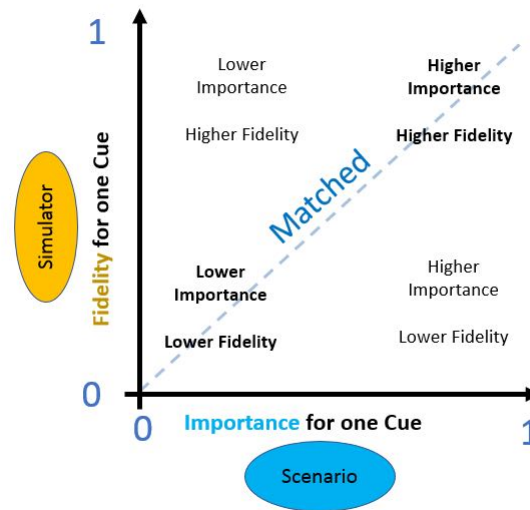 1
Lower
Importance
Higher Fidelity
Higher
Importance
Higher Fidelity
Matched
Simulator
Fidelity for one Cue
Lower
Importance
Lower Fidelity
Higher
Importance
Lower Fidelity
0
0
Importance for one Cue
1
Scenario